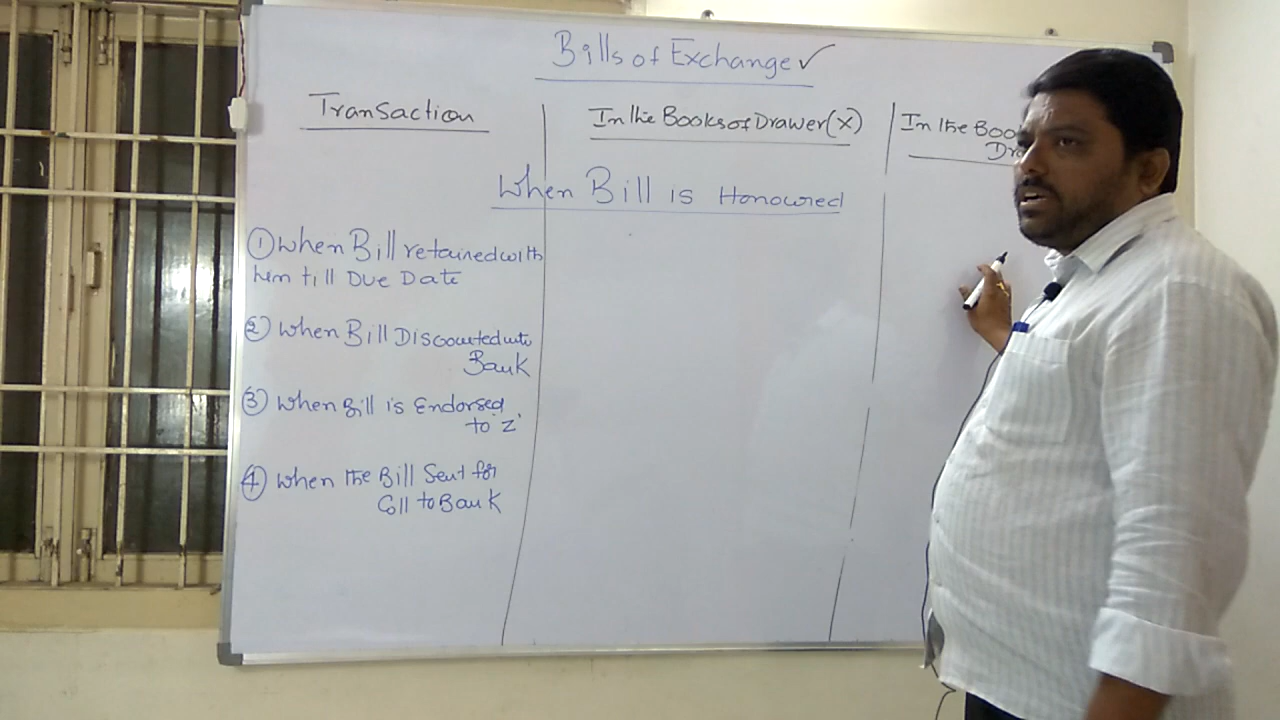 Bills of Exchange ✓
Transaction
In the Books of Drawer (X)
In the Boo
Dra
When Bill is Honoured
① When Bill retained with
him till Due Date
② When Bill Discounted with
Bank
③ When Bill is Endorsed
to 'Z'
④ When the Bill Sent for
Coll to Bank